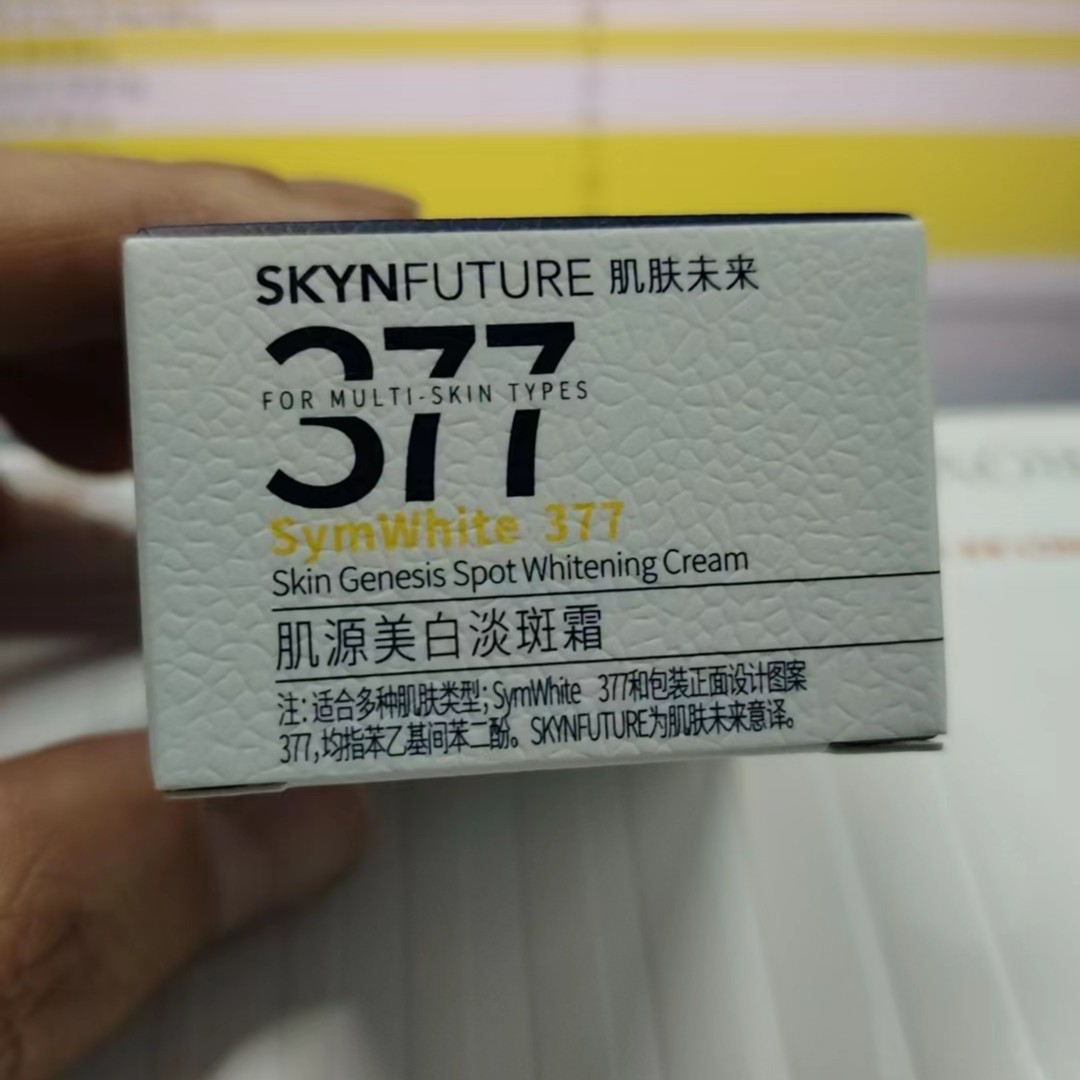 SKYNFUTURE 肌肤未来
377
FOR MULTI-SKIN TYPES
SymWhite 377
Skin Genesis Spot Whitening Cream
肌源美白淡斑霜
注:适合多种肌肤类型;SymWhite 377和包装正面设计图案
377,均指苯乙基间苯二酚。SKYNFUTURE为肌肤未来意译。